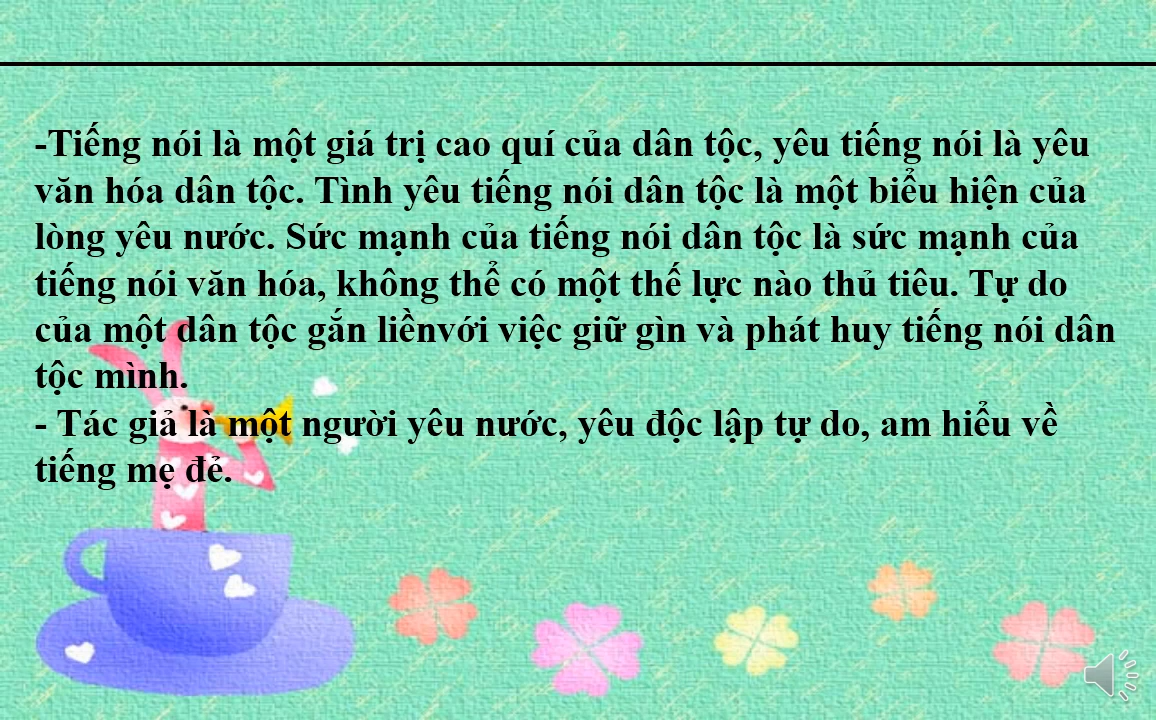 -Tiếng nói là một giá trị cao quí của dân tộc, yêu tiếng nói là yêu
văn hóa dân tộc. Tình yêu tiếng nói dân tộc là một biểu hiện của
lòng yêu nước. Sức mạnh của tiếng nói dân tộc là sức mạnh của
tiếng nói văn hóa, không thể có một thế lực nào thủ tiêu. Tự do
của một dân tộc gắn liềnvới việc giữ gìn và phát huy tiếng nói dân
tộc mình.
- Tác giả là một người yêu nước, yêu độc lập tự do, am hiểu về
tiếng mẹ đẻ.